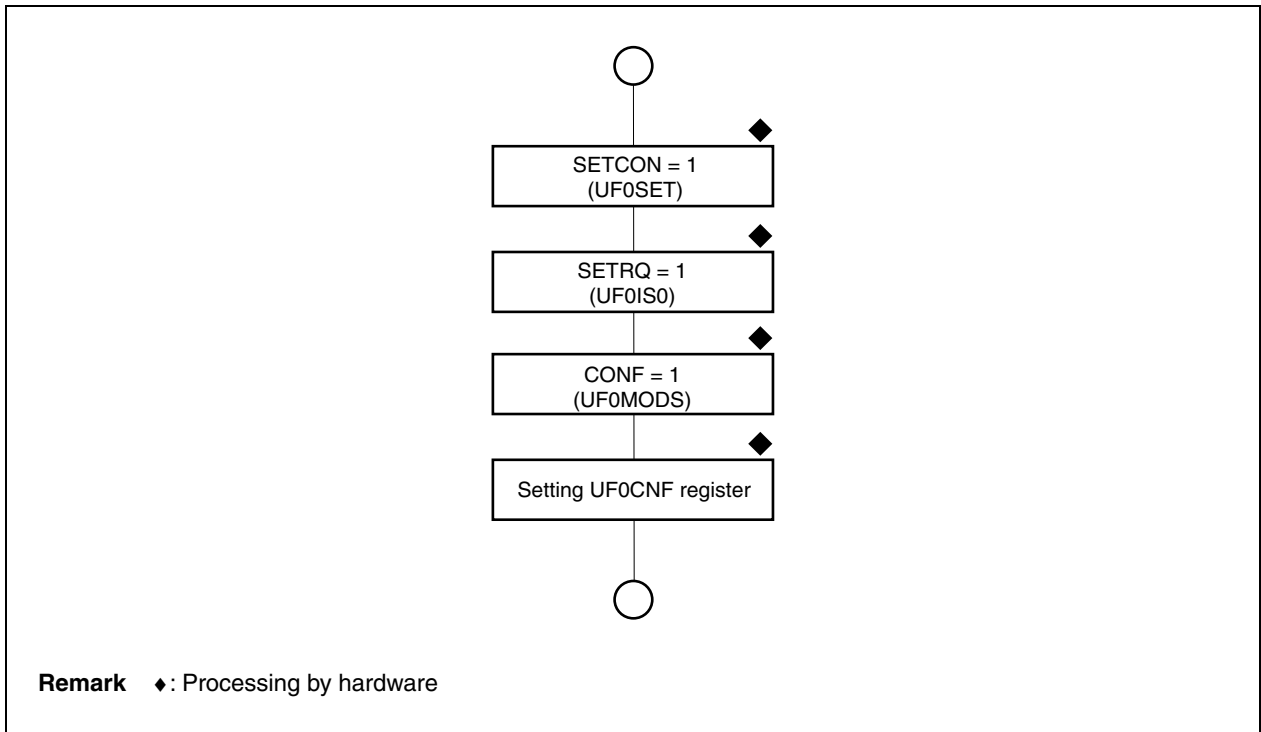 SETCON = 1
(UF0SET)
SETRQ = 1
(UF0IS0)
CONF = 1
(UF0MODS)
Setting UF0CNF register
Remark ♦: Processing by hardware